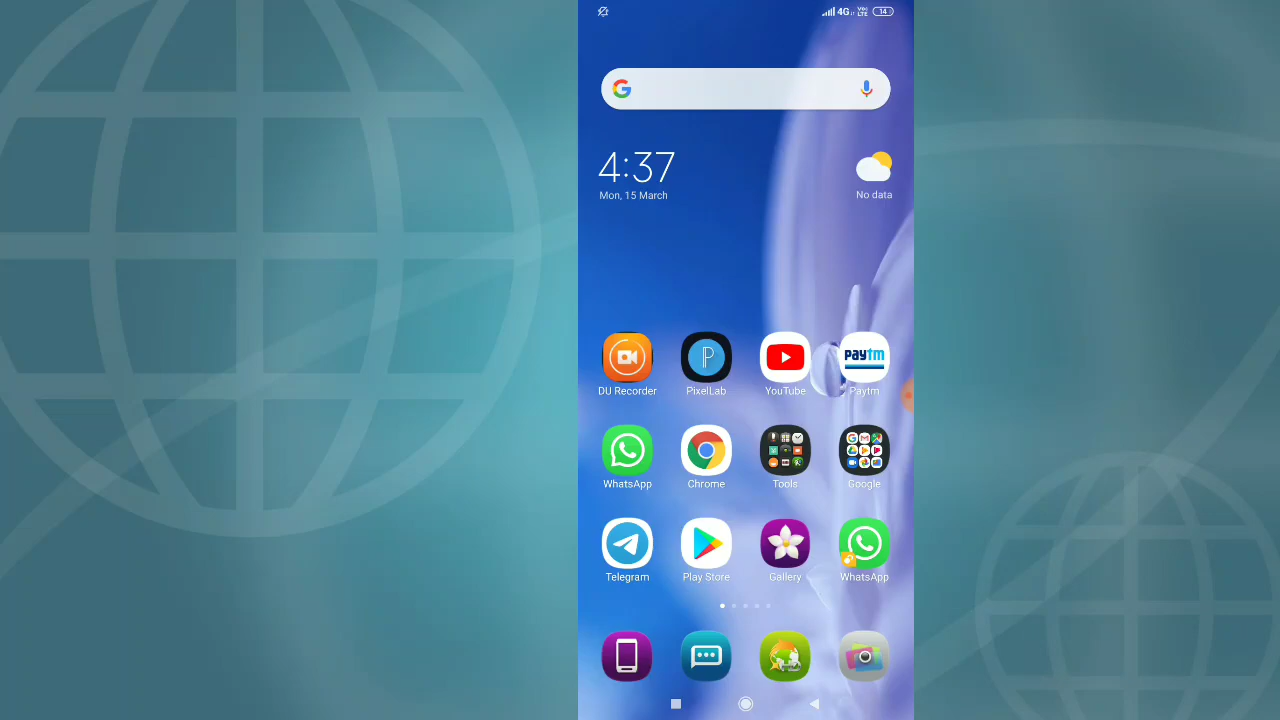 4G VoLTE 14
4:37
Mon, 15 March
No data
DU Recorder PixelLab YouTube Paytm
paytm
WhatsApp Chrome Tools Google
Telegram Play Store Gallery WhatsApp